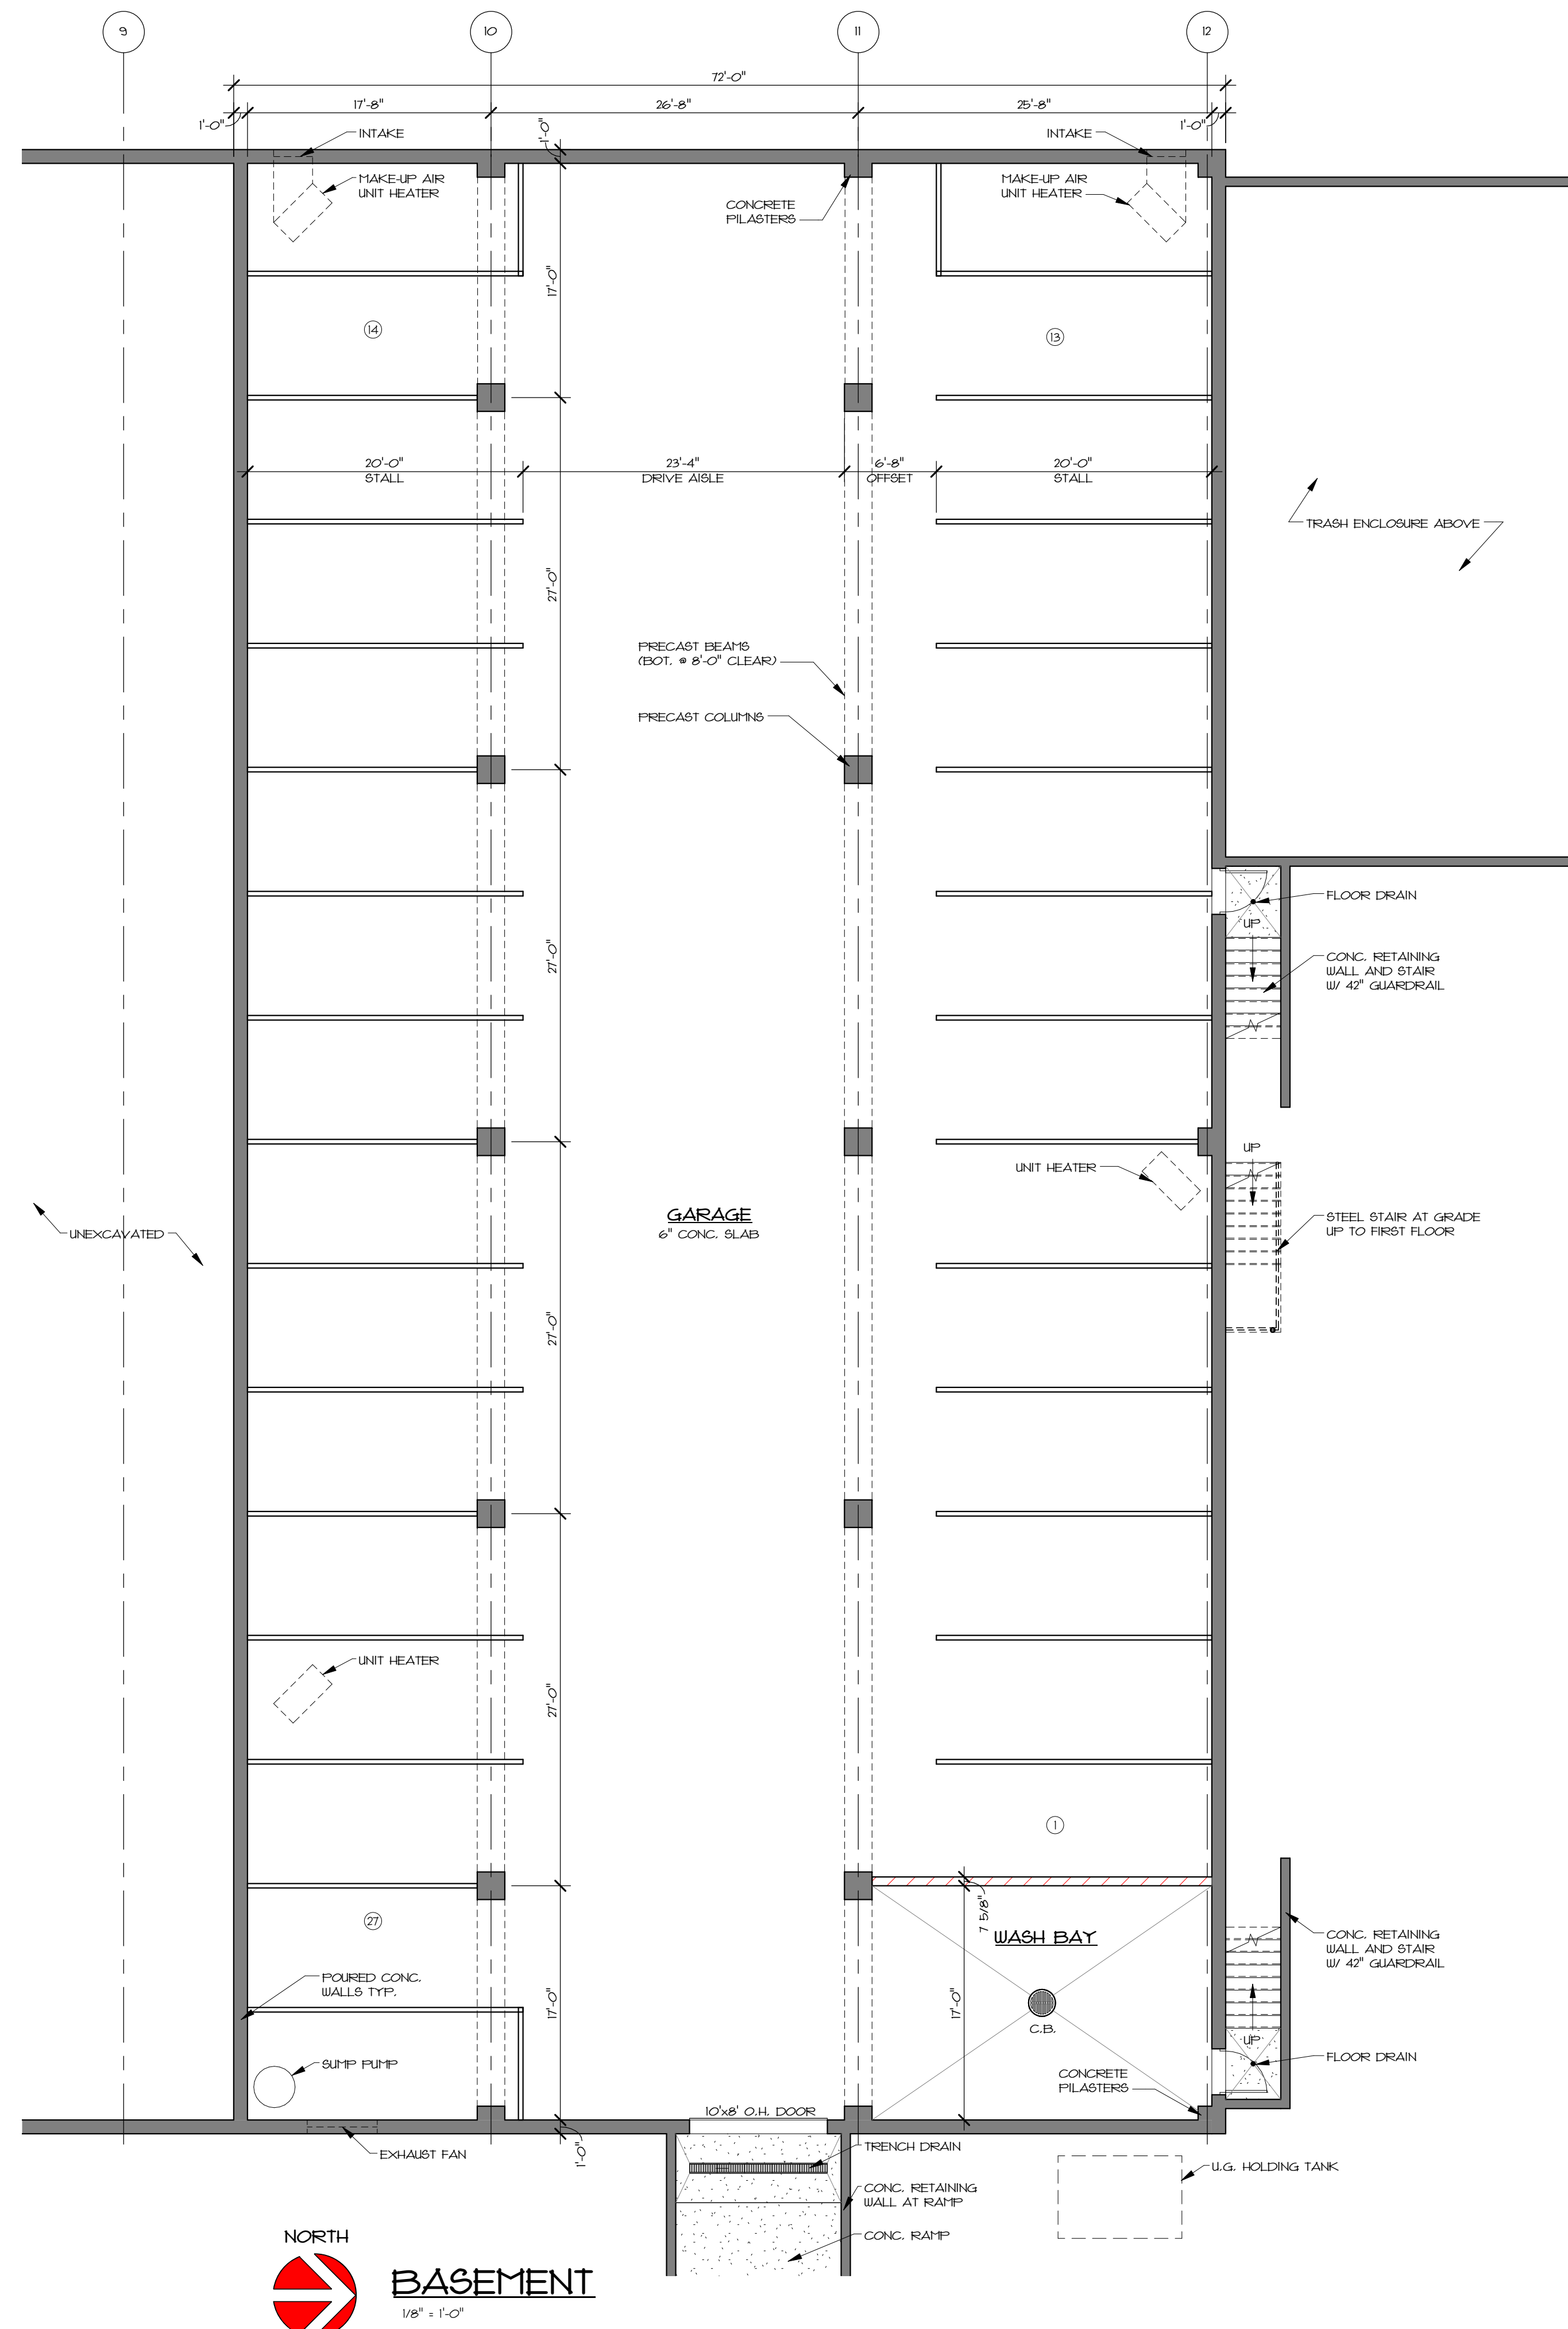 9
10
11
12
72'-0"
17'-8"
26'-8"
25'-8"
1'-0"
1'-0"
1'-0"
INTAKE
INTAKE
MAKE-UP AIR
UNIT HEATER
MAKE-UP AIR
UNIT HEATER
CONCRETE
PILASTERS
17'-0"
14
13
20'-0"
STALL
23'-4"
DRIVE AISLE
6'-8"
OFFSET
20'-0"
STALL
TRASH ENCLOSURE ABOVE
27'-0"
PRECAST BEAMS
(BOT. @ 8'-0" CLEAR)
PRECAST COLUMNS
FLOOR DRAIN
UP
27'-0"
CONC. RETAINING
WALL AND STAIR
W/ 42" GUARDRAIL
UP
UNIT HEATER
GARAGE
6" CONC. SLAB
UNEXCAVATED
STEEL STAIR AT GRADE
UP TO FIRST FLOOR
27'-0"
UNIT HEATER
27'-0"
1
27
7 5/8"
WASH BAY
CONC. RETAINING
WALL AND STAIR
W/ 42" GUARDRAIL
POURED CONC.
WALLS TYP.
17'-0"
17'-0"
C.B.
UP
SUMP PUMP
FLOOR DRAIN
CONCRETE
PILASTERS
10'x8' O.H. DOOR
EXHAUST FAN
1'-0"
TRENCH DRAIN
U.G. HOLDING TANK
CONC. RETAINING
WALL AT RAMP
CONC. RAMP
NORTH
BASEMENT
1/8" = 1'-0"